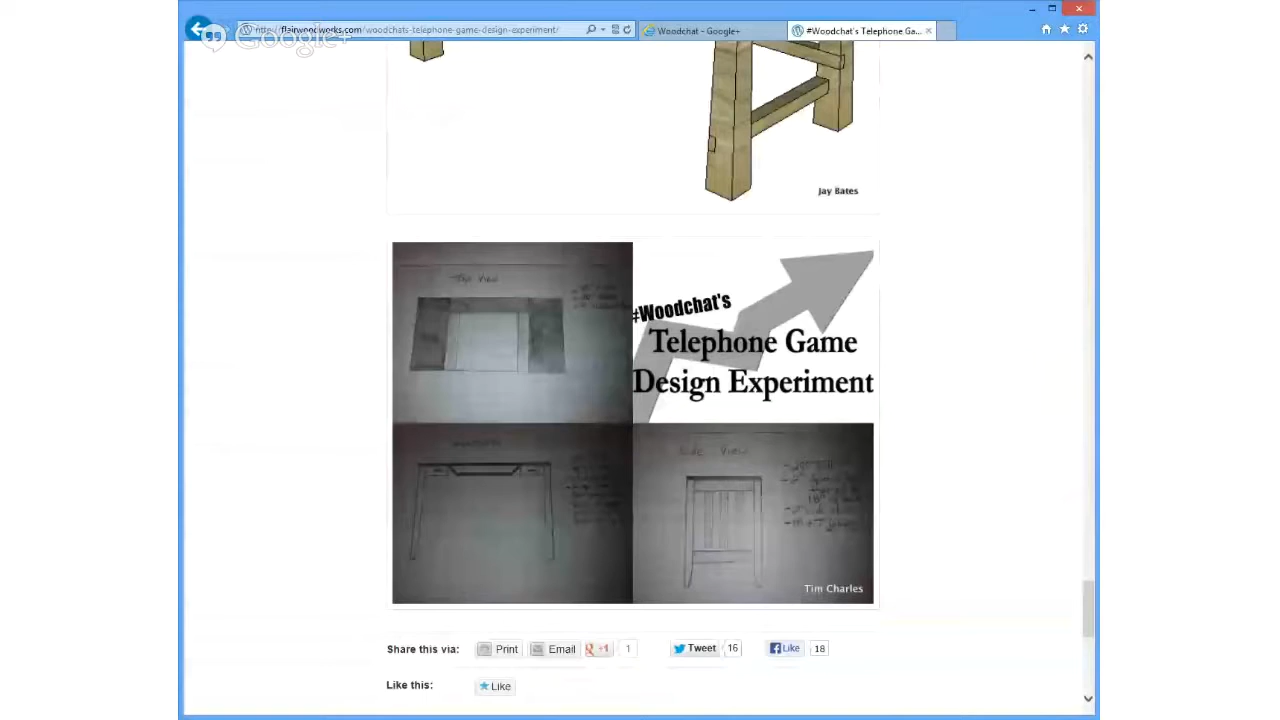 http://flairwoodworks.com/woodchats-telephone-game-design-experiment/
Woodchat - Google+
#Woodchat's Telephone Ga...
Google+
Jay Bates
Top View
#Woodchat's
Telephone Game
Design Experiment
Side View
Tim Charles
Share this via:
Print
Email
+1
1
Tweet
16
Like
18
Like this:
Like